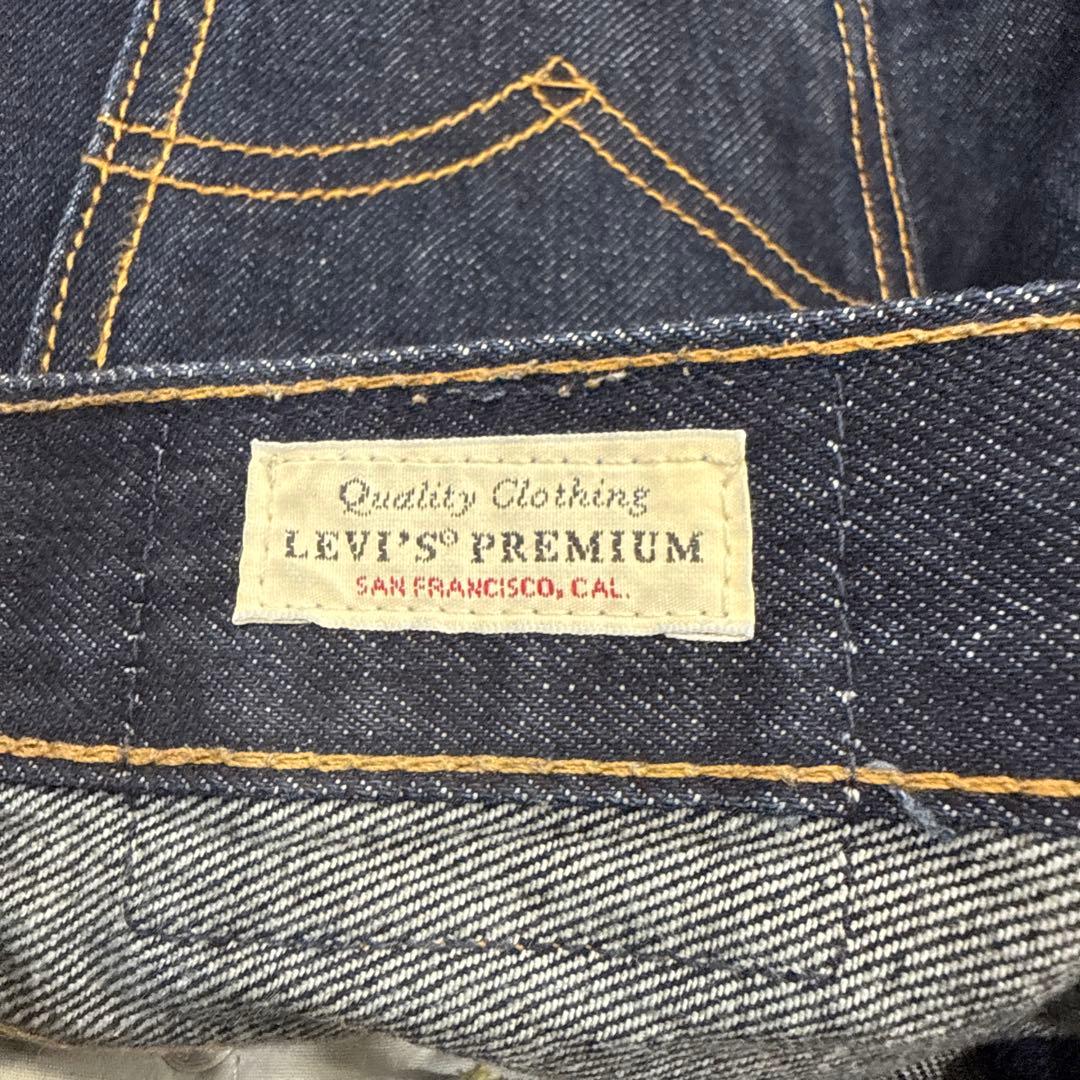 Quality Clothing
LEVI'S® PREMIUM
SAN FRANCISCO, CAL.